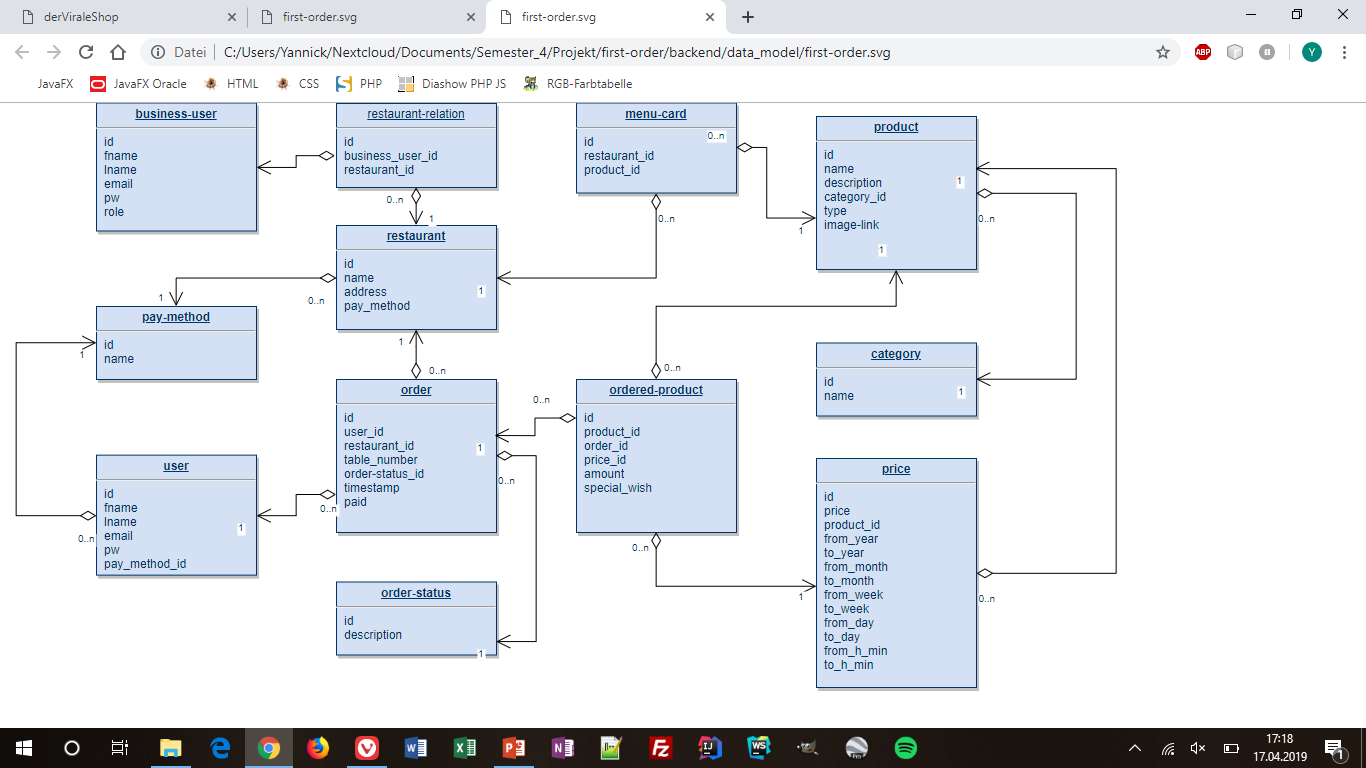 derViraleShop
first-order.svg
first-order.svg
Datei
C:/Users/Yannick/Nextcloud/Documents/Semester_4/Projekt/first-order/backend/data_model/first-order.svg
ABP
Y
JavaFX
JavaFX Oracle
HTML
CSS
PHP
Diashow PHP JS
RGB-Farbtabelle
business-user
id
fname
lname
email
pw
role
restaurant-relation
id
business_user_id
restaurant_id
0..n
1
menu-card
0..n
id
restaurant_id
product_id
0..n
1
product
id
name
description
category_id
type
image-link
1
1
0..n
restaurant
id
name
address
pay_method
1
0..n
1
pay-method
id
name
1
1
0..n
order
id
user_id
restaurant_id
table_number
order-status_id
timestamp
paid
1
0..n
0..n
0..n
ordered-product
id
product_id
order_id
price_id
amount
special_wish
0..n
0..n
1
category
id
name
1
user
id
fname
lname
email
pw
pay_method_id
1
0..n
price
id
price
product_id
from_year
to_year
from_month
to_month
from_week
to_week
from_day
to_day
from_h_min
to_h_min
0..n
order-status
id
description
1
17:18
17.04.2019
1